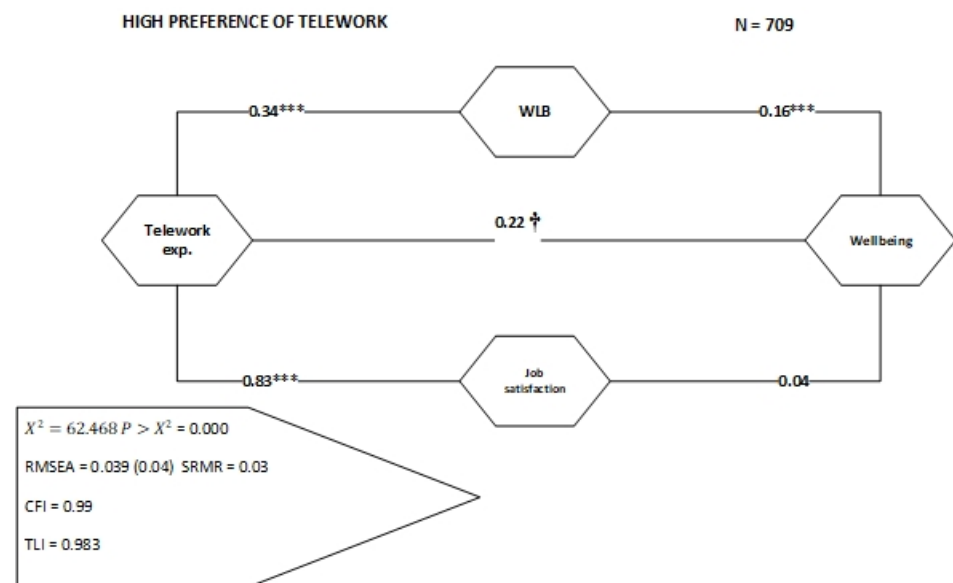 HIGH PREFERENCE OF TELEWORK
N = 709
0.34***
WLB
0.16***
0.22 †
Telework
exp.
Wellbeing
0.83***
Job
satisfaction
0.04
X² = 62.468 P > X² = 0.000
RMSEA = 0.039 (0.04) SRMR = 0.03
CFI = 0.99
TLI = 0.983